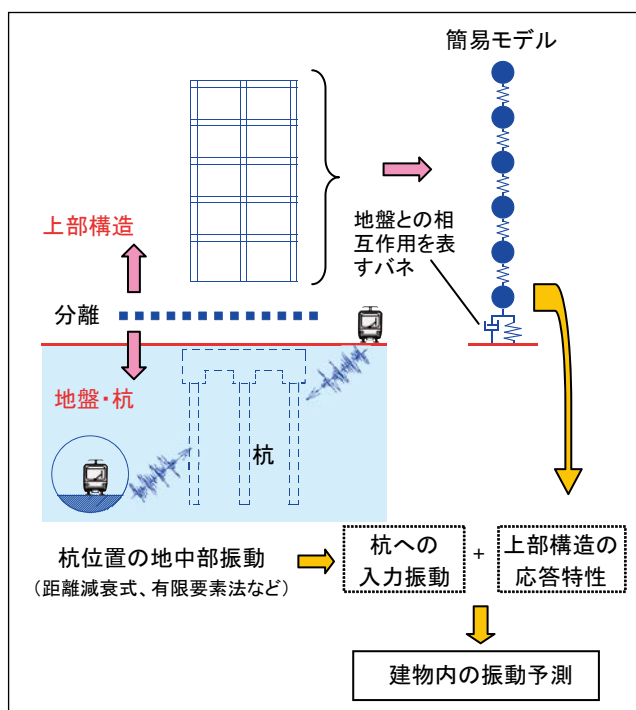 簡易モデル
上部構造
地盤との相
互作用を表
すバネ
分離
地盤・杭
杭
杭位置の地中部振動
(距離減衰式、有限要素法など)
杭への
入力振動
+
上部構造の
応答特性
建物内の振動予測